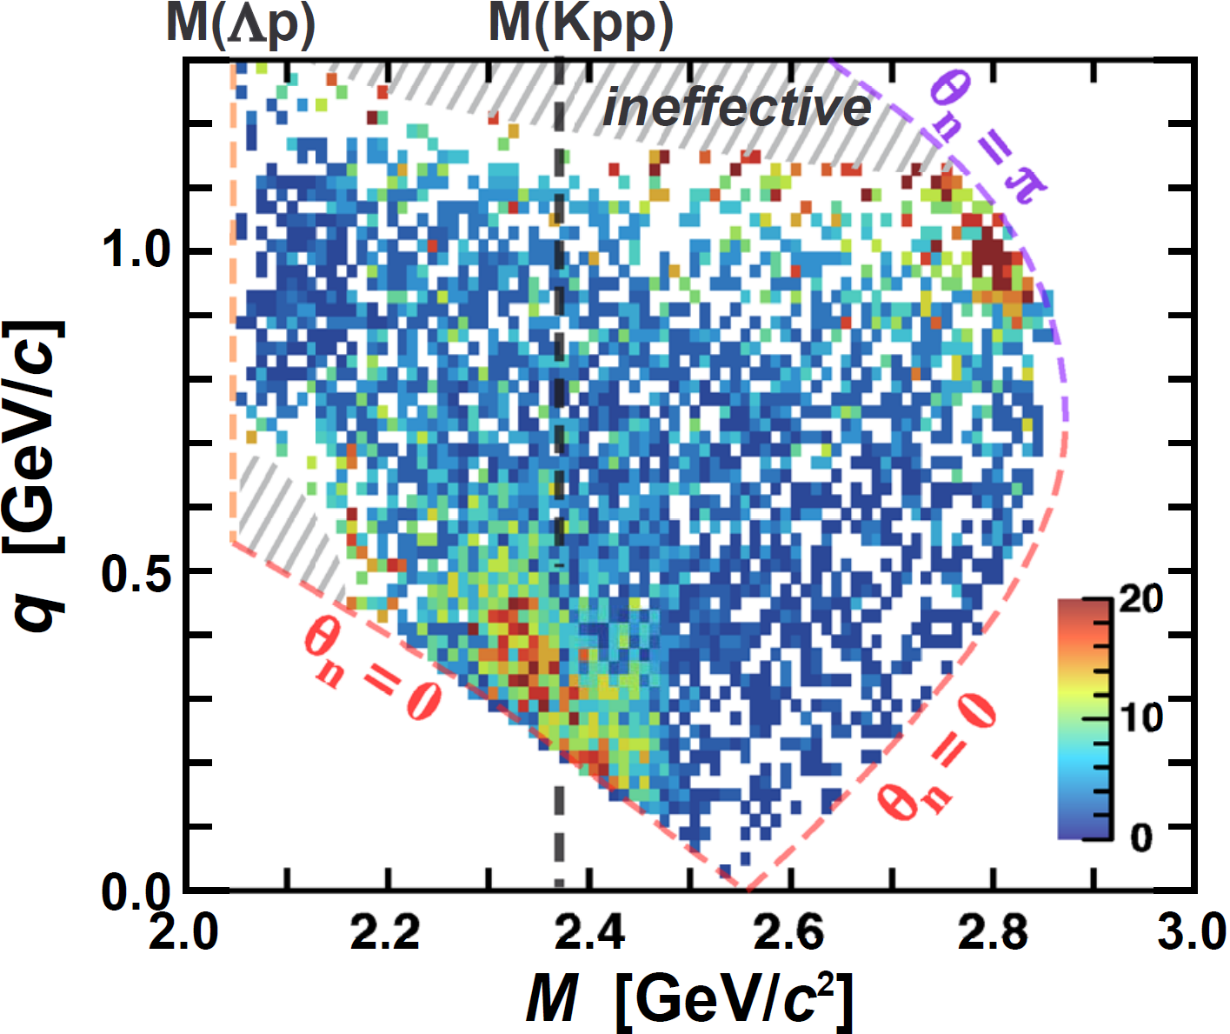 M(Λp) M(Kpp)
ineffective
θn = π
1.0
q [GeV/c]
0.5
θn = 0
θn = 0
20
10
0
0.0
2.0 2.2 2.4 2.6 2.8 3.0
M [GeV/c²]